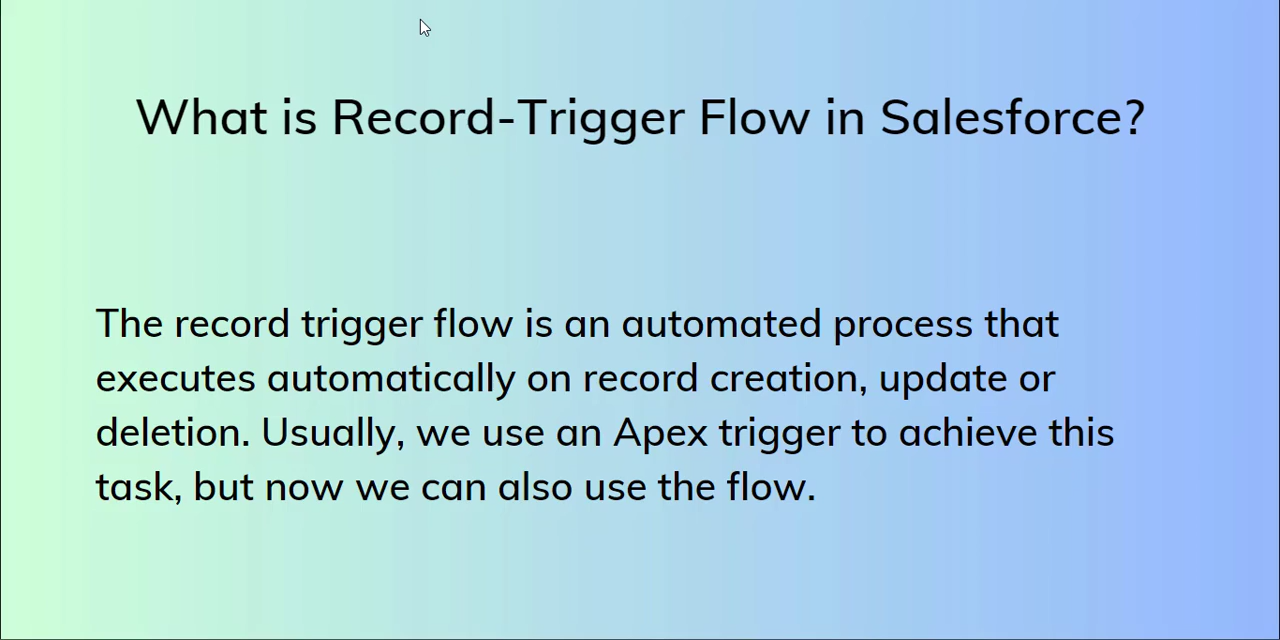 What is Record-Trigger Flow in Salesforce?
The record trigger flow is an automated process that
executes automatically on record creation, update or
deletion. Usually, we use an Apex trigger to achieve this
task, but now we can also use the flow.